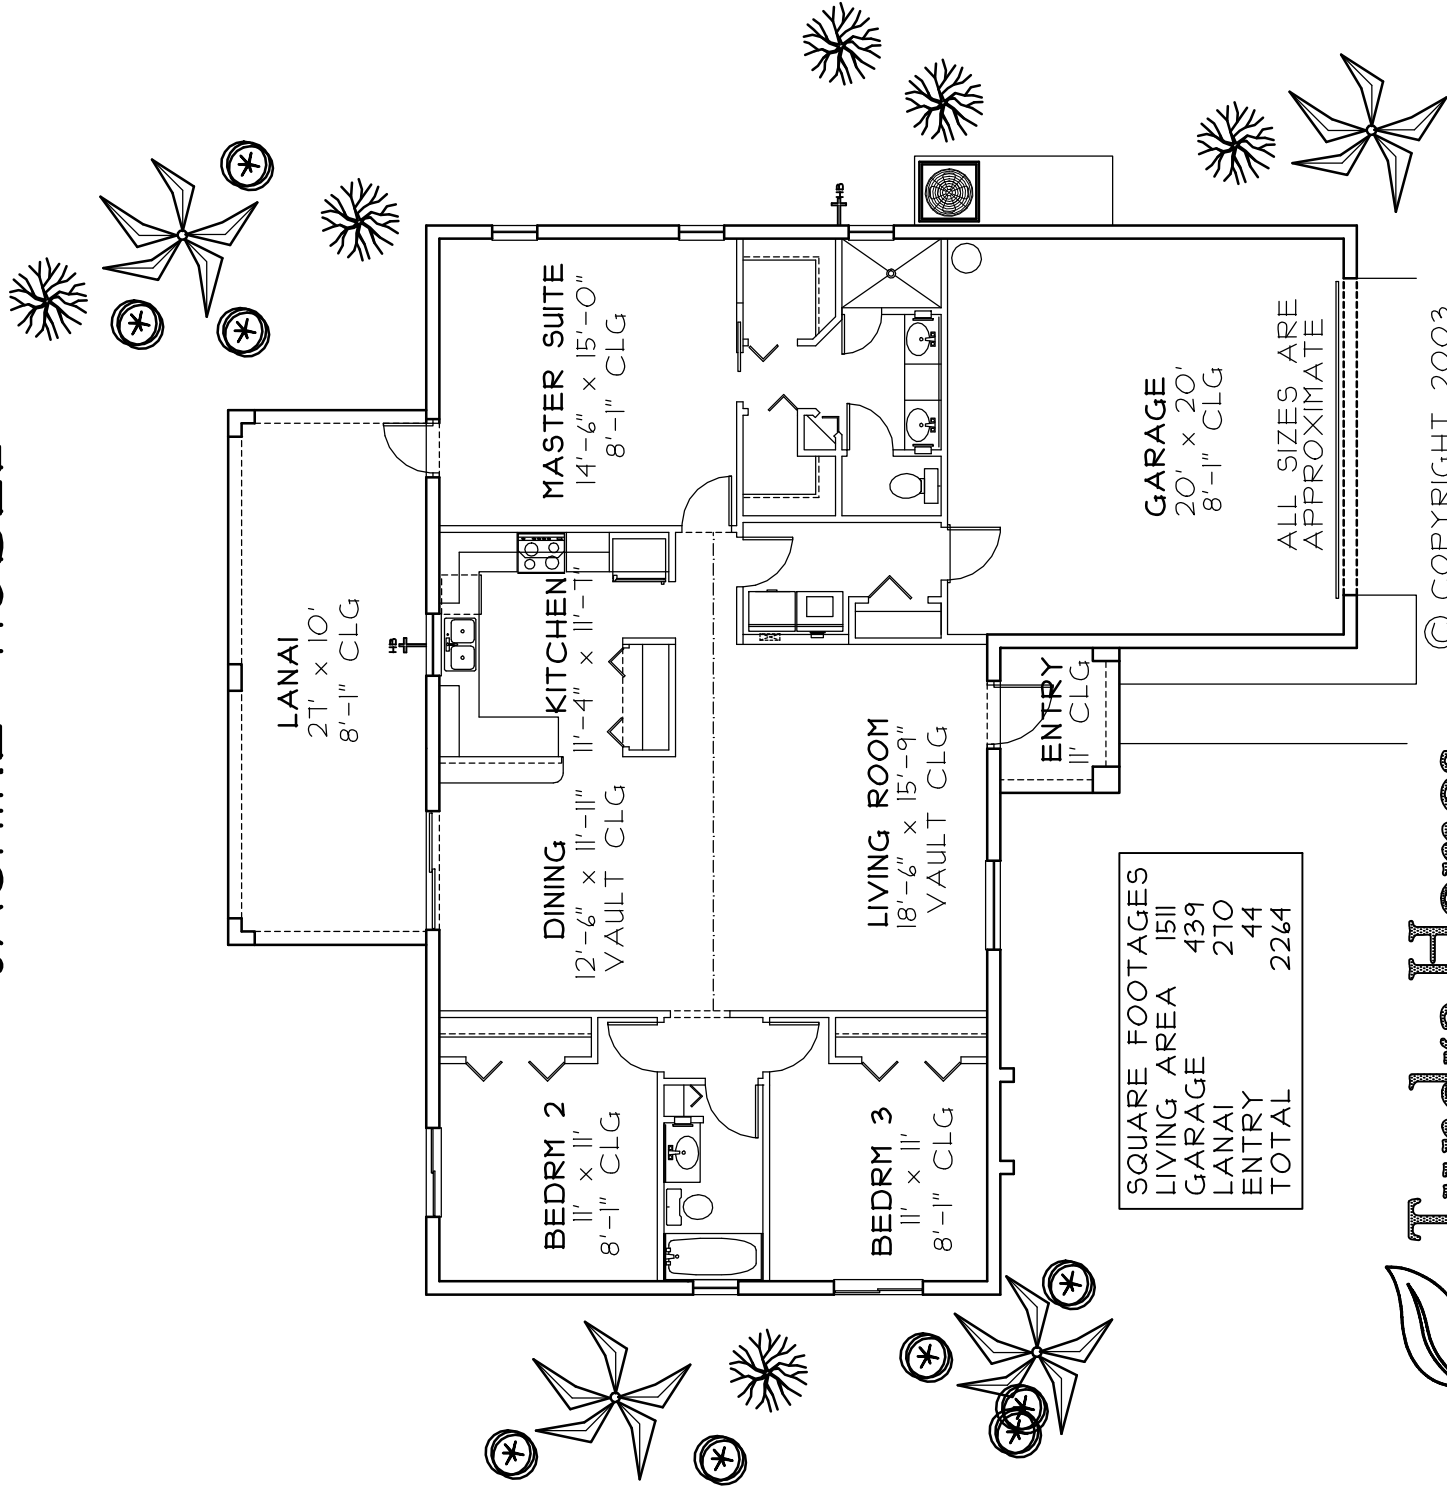 LANAI
27' x 10'
8'-1" CLG
BEDRM 2
11' x 11'
8'-1" CLG
DINING
12'-6" x 11'-11"
VAULT CLG
KITCHEN
11'-4" x 11'-7"
MASTER SUITE
14'-6" x 15'-0"
8'-1" CLG
HB
HB
BEDRM 3
11' x 11'
8'-1" CLG
LIVING ROOM
18'-6" x 15'-9"
VAULT CLG
ENTRY
11' CLG
GARAGE
20' x 20'
8'-1" CLG
SQUARE FOOTAGES
LIVING AREA 1511
GARAGE 439
LANAI 270
ENTRY 44
TOTAL 2264
ALL SIZES ARE
APPROXIMATE
© COPYRIGHT 2003